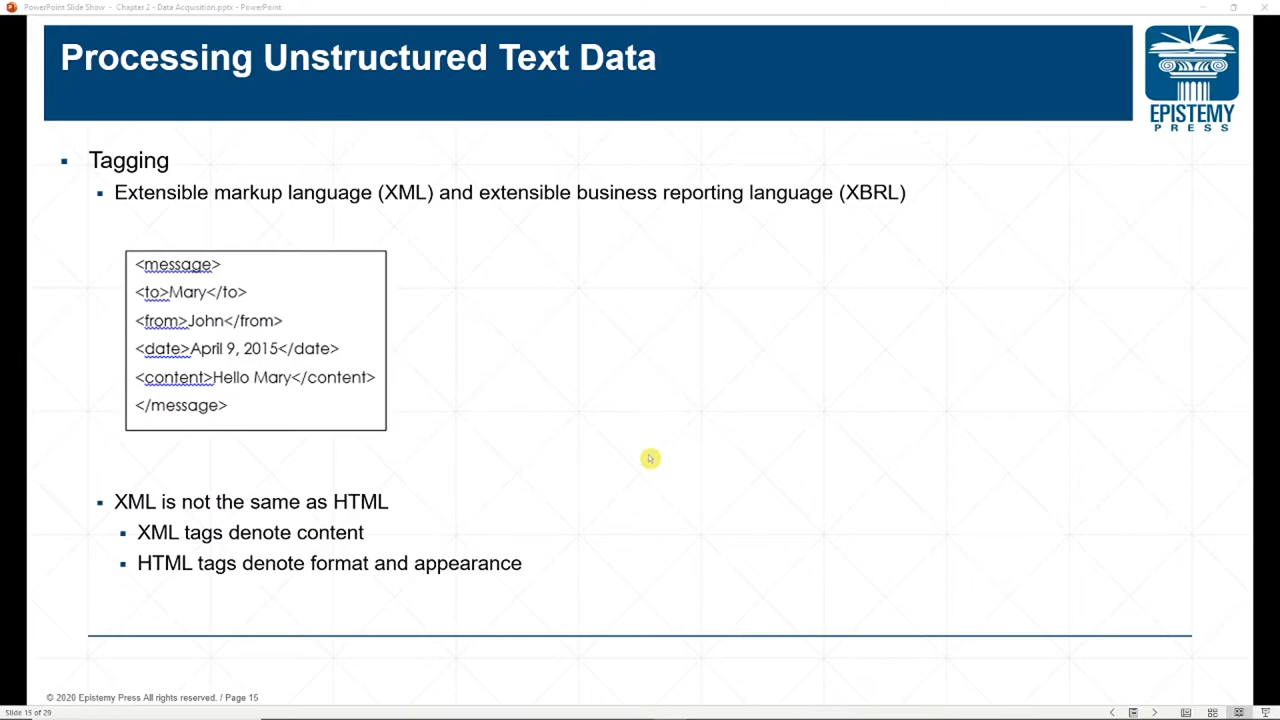 PowerPoint Slide Show - Chapter 2 - Data Acquisition.pptx - PowerPoint
Processing Unstructured Text Data
EPISTEMY
PRESS
Tagging
Extensible markup language (XML) and extensible business reporting language (XBRL)
<message>
<to>Mary</to>
<from>John</from>
<date>April 9, 2015</date>
<content>Hello Mary</content>
</message>
XML is not the same as HTML
XML tags denote content
HTML tags denote format and appearance
© 2020 Epistemy Press All rights reserved. / Page 15
Slide 15 of 29